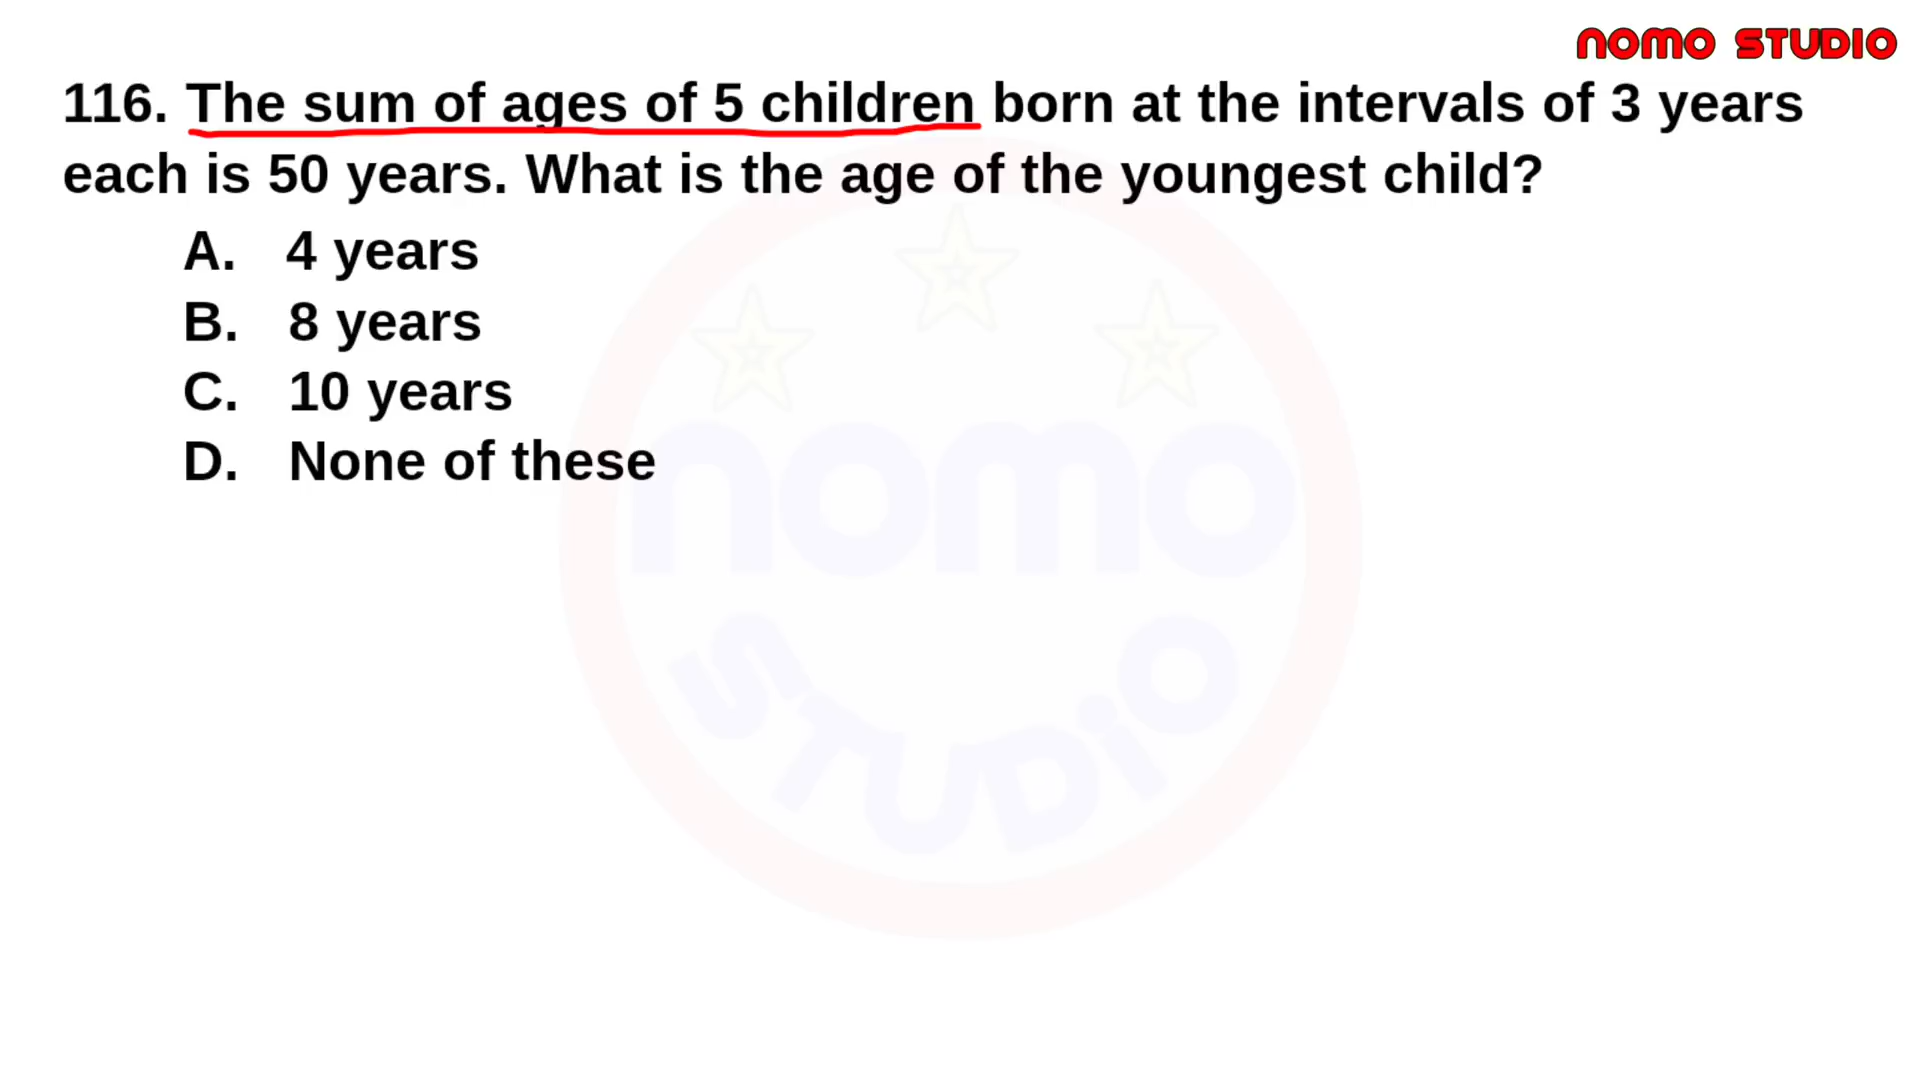 NOMO STUDIO
116. The sum of ages of 5 children born at the intervals of 3 years
each is 50 years. What is the age of the youngest child?
A. 4 years
B. 8 years
C. 10 years
D. None of these
nomo
STUDiO